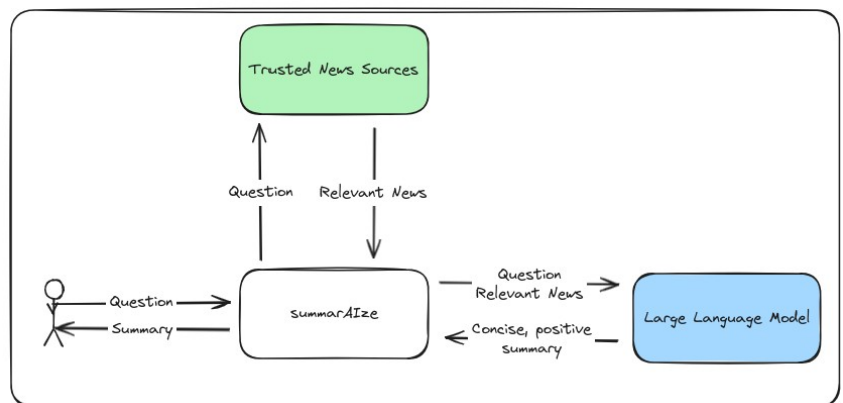 Trusted News Sources
Question
Relevant News
Question
Summary
summarAIze
Question
Relevant News
Concise, positive
summary
Large Language Model